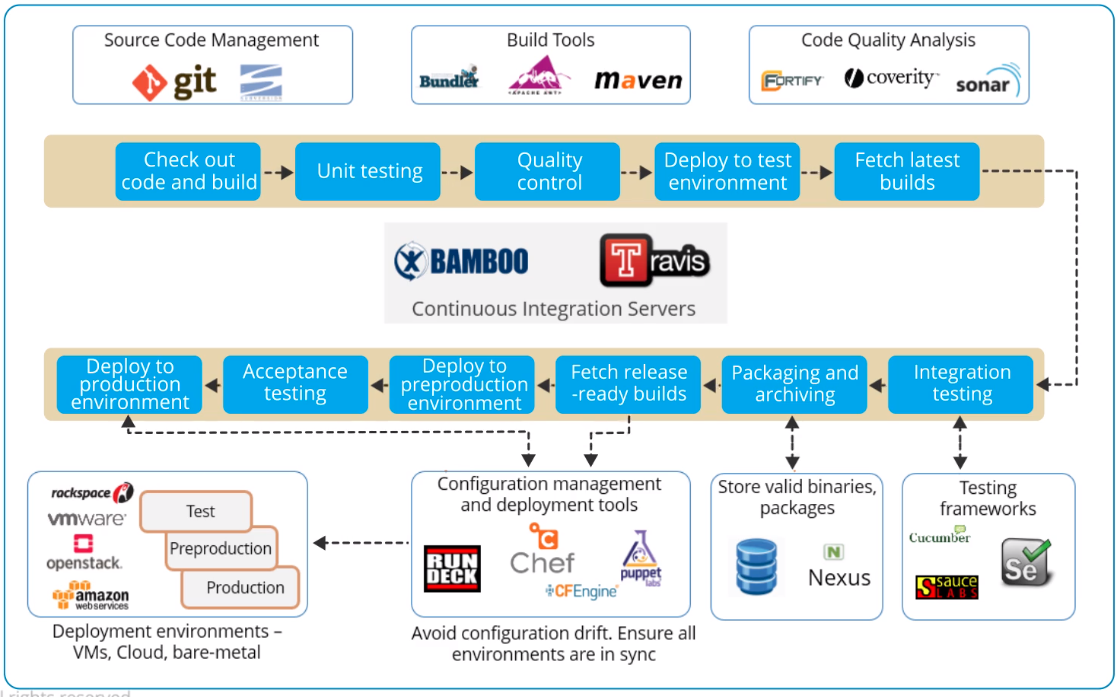 Source Code Management
git
Build Tools
Bundler
APACHE ANT
maven
Code Quality Analysis
FORTIFY
coverity
sonar
Check out
code and build
Unit testing
Quality
control
Deploy to test
environment
Fetch latest
builds
BAMBOO
Travis
Continuous Integration Servers
Deploy to
production
environment
Acceptance
testing
Deploy to
preproduction
environment
Fetch release
-ready builds
Packaging and
archiving
Integration
testing
rackspace
vmware
openstack.
amazon
webservices
Test
Preproduction
Production
Deployment environments –
VMs, Cloud, bare-metal
Configuration management
and deployment tools
RUN
DECK
Chef
CFEngine
puppet
labs
Avoid configuration drift. Ensure all
environments are in sync
Store valid binaries,
packages
N
Nexus
Testing
frameworks
Cucumber
Se
S sauce
LABS
rights reserved